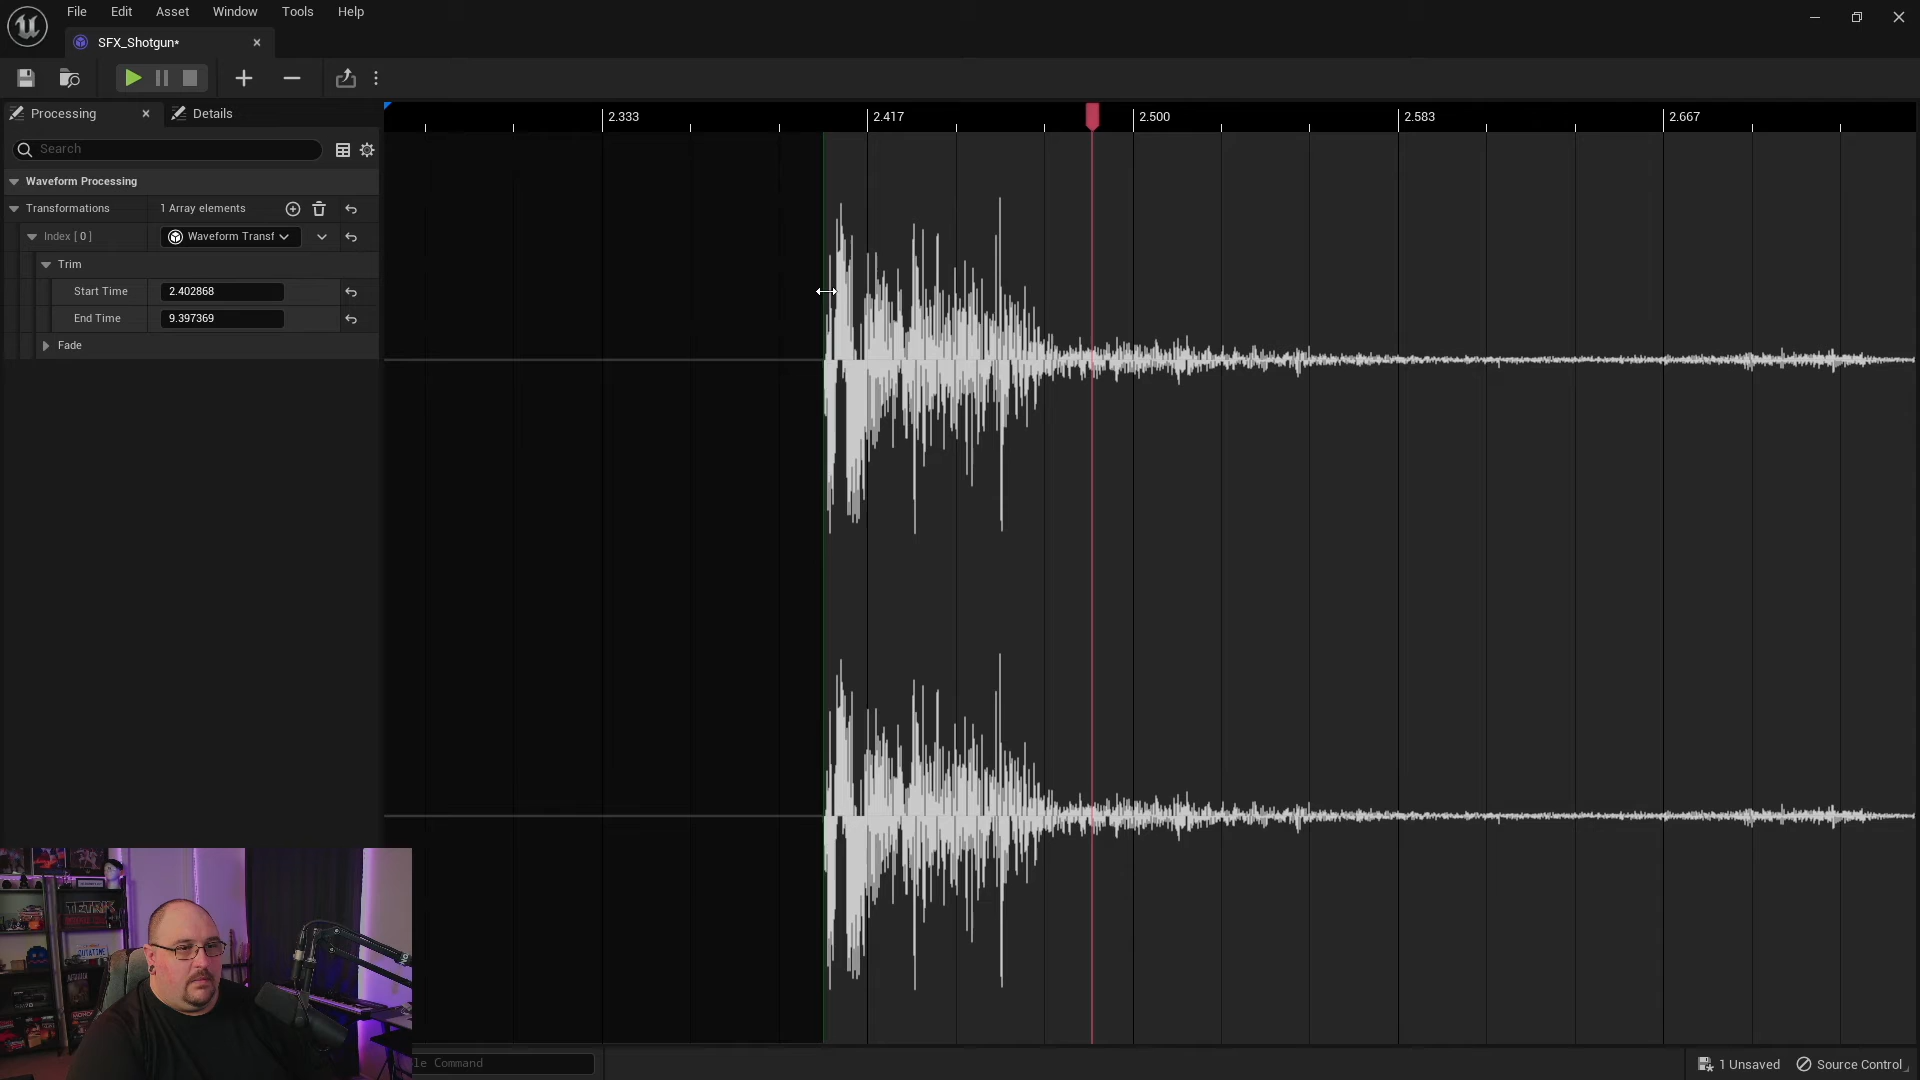 File Edit Asset Window Tools Help
SFX_Shotgun*
Processing
Details
2.333
2.417
2.500
2.583
2.667
Search
Waveform Processing
Transformations
1 Array elements
Index [ 0 ]
Waveform Transf
Trim
Start Time
2.402868
End Time
9.397369
Fade
TETRIS
OUTATIME
le Command
1 Unsaved
Source Control